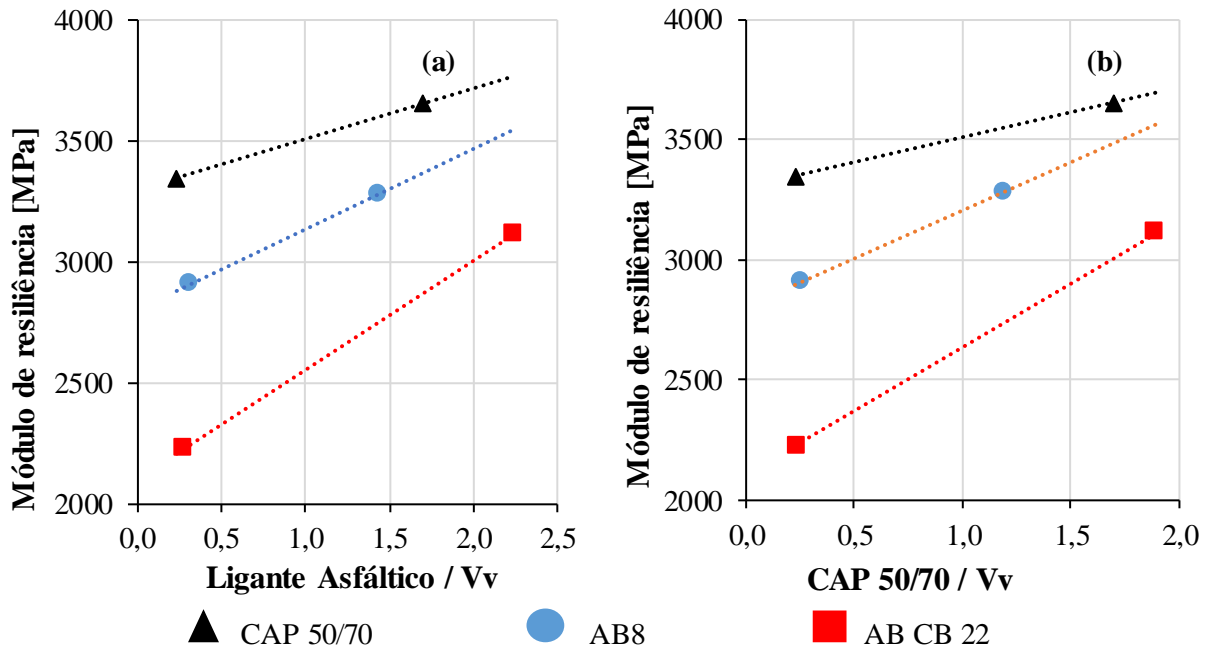 (a)
Módulo de resiliência [MPa]
4000
3500
3000
2500
2000
0,0 0,5 1,0 1,5 2,0 2,5
Ligante Asfáltico / Vv
(b)
Módulo de resiliência [MPa]
4000
3500
3000
2500
2000
0,0 0,5 1,0 1,5 2,0
CAP 50/70 / Vv
CAP 50/70 AB8 AB CB 22